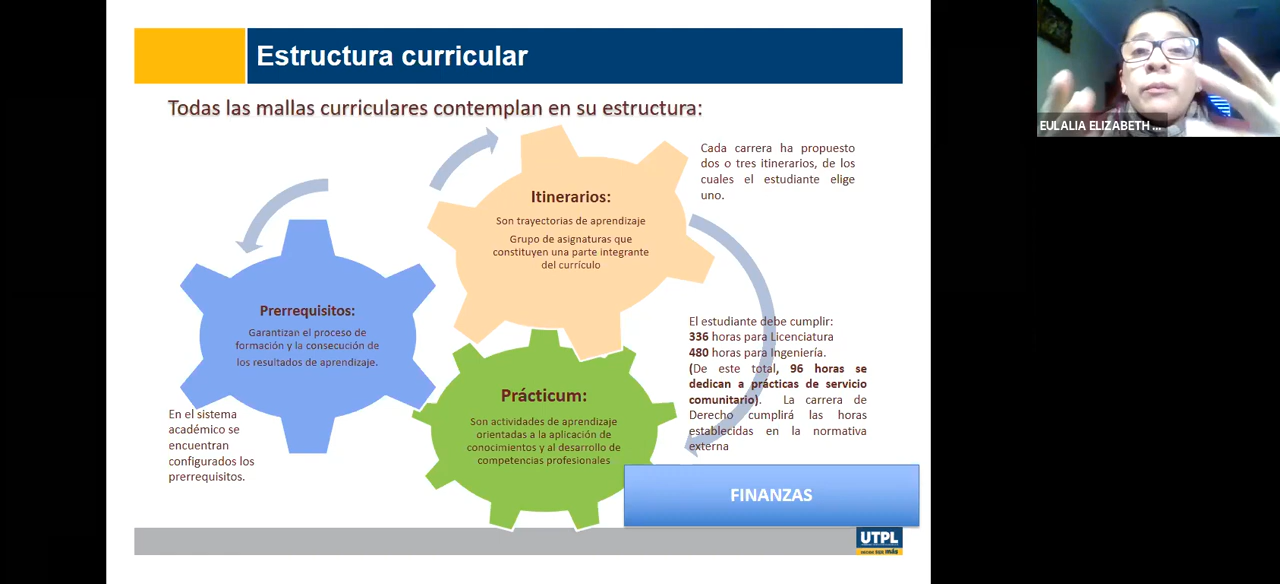 Estructura curricular
Todas las mallas curriculares contemplan en su estructura:
Itinerarios:
Son trayectorias de aprendizaje
Grupo de asignaturas que
constituyen una parte integrante
del currículo
Cada carrera ha propuesto
dos o tres itinerarios, de los
cuales el estudiante elige
uno.
Prerrequisitos:
Garantizan el proceso de
formación y la consecución de
los resultados de aprendizaje.
En el sistema
académico se
encuentran
configurados los
prerrequisitos.
Prácticum:
Son actividades de aprendizaje
orientadas a la aplicación de
conocimientos y al desarrollo de
competencias profesionales
El estudiante debe cumplir:
336 horas para Licenciatura
480 horas para Ingeniería.
(De este total, 96 horas se
dedican a prácticas de servicio
comunitario). La carrera de
Derecho cumplirá las horas
establecidas en la normativa
externa
FINANZAS
UTPL
EULALIA ELIZABETH ...